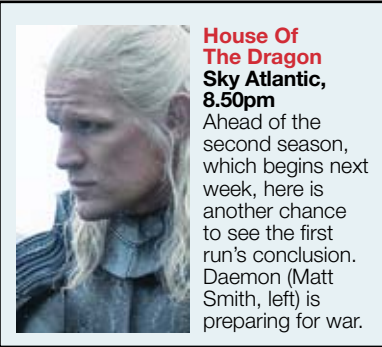 House Of
The Dragon
Sky Atlantic,
8.50pm
Ahead of the
second season,
which begins next
week, here is
another chance
to see the first
run's conclusion.
Daemon (Matt
Smith, left) is
preparing for war.